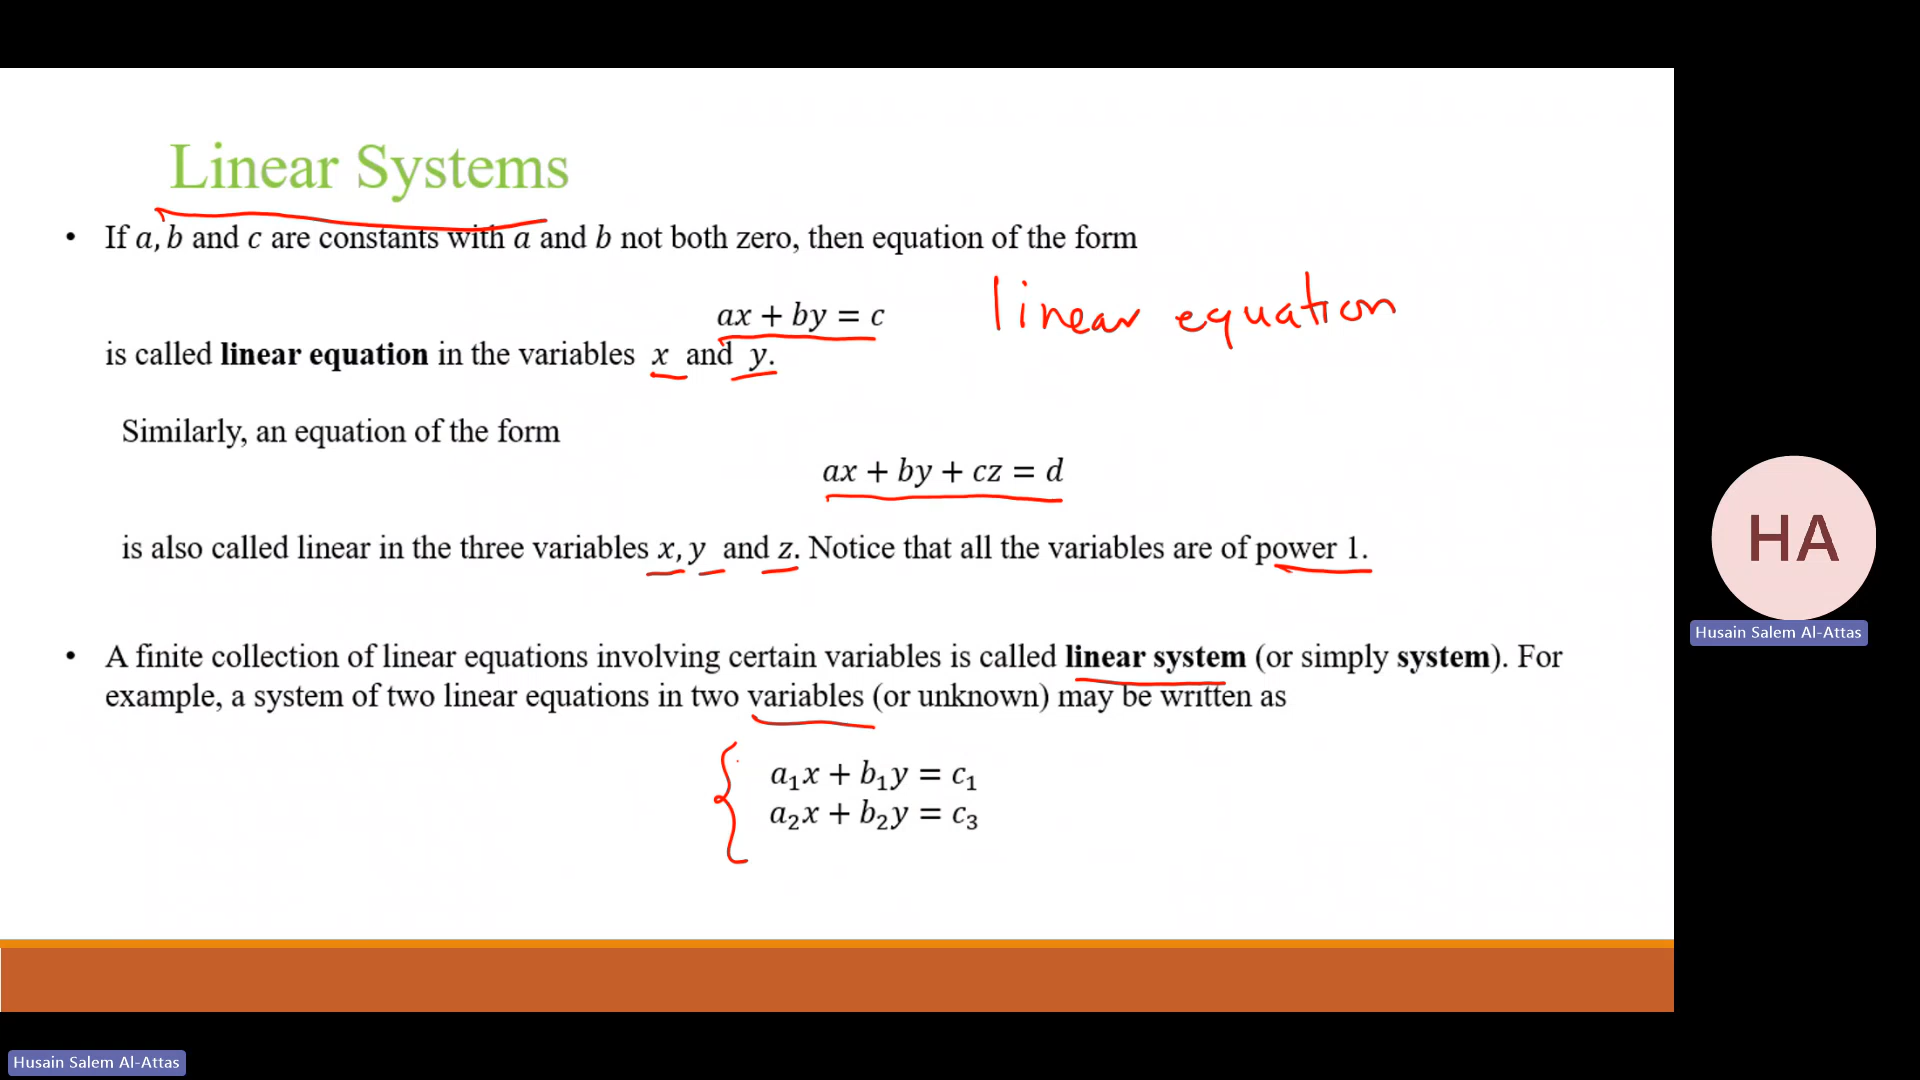 Linear Systems
• If a, b and c are constants with a and b not both zero, then equation of the form
ax + by = c
linear equation
is called linear equation in the variables x and y.
Similarly, an equation of the form
ax + by + cz = d
is also called linear in the three variables x, y and z. Notice that all the variables are of power 1.
• A finite collection of linear equations involving certain variables is called linear system (or simply system). For
example, a system of two linear equations in two variables (or unknown) may be written as
a₁x + b₁y = c₁
a₂x + b₂y = c₃
HA
Husain Salem Al-Attas
Husain Salem Al-Attas